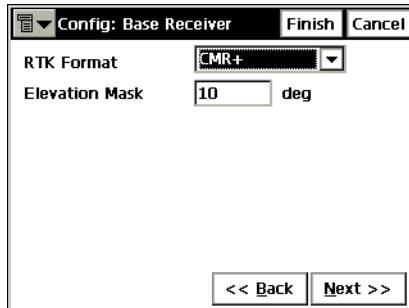 Config: Base Receiver Finish Cancel
RTK Format CMR+
Elevation Mask 10 deg
<< Back Next >>